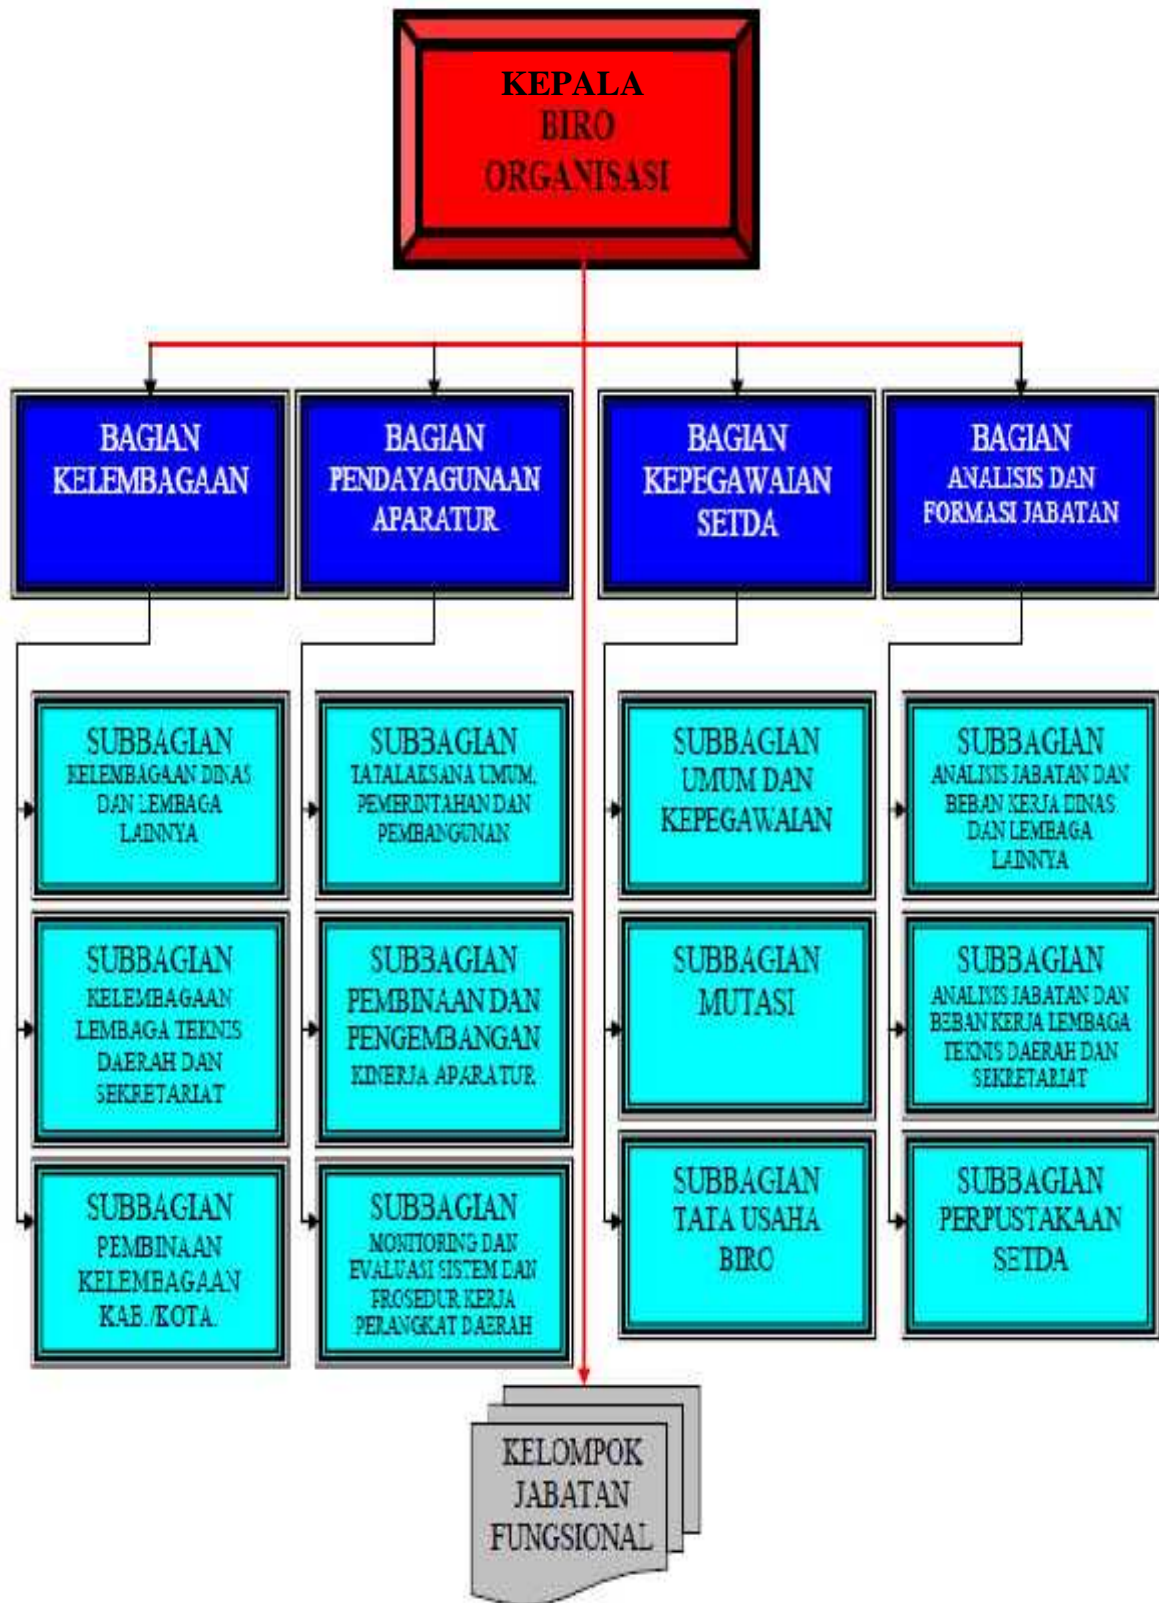 KEPALA
BIRO
ORGANISASI
BAGIAN
KELEMBAGAAN
BAGIAN
PENDAYAGUNAAN
APARATUR
BAGIAN
KEPEGAWAIAN
SETDA
BAGIAN
ANALISIS DAN
FORMASI JABATAN
SUBBAGIAN
KELEMBAGAAN DINAS
DAN LEMBAGA
LAINNYA
SUBBAGIAN
TATALAKSANA UMUM,
PEMERINTAHAN DAN
PEMBANGUNAN
SUBBAGIAN
UMUM DAN
KEPEGAWAIAN
SUBBAGIAN
ANALISIS JABATAN DAN
BEBAN KERJA DINAS
DAN LEMBAGA
LAINNYA
SUBBAGIAN
KELEMBAGAAN
LEMBAGA TEKNIS
DAERAH DAN
SEKRETARIAT
SUBBAGIAN
PEMBINAAN DAN
PENGEMBANGAN
KINERJA APARATUR
SUBBAGIAN
MUTASI
SUBBAGIAN
ANALISIS JABATAN DAN
BEBAN KERJA LEMBAGA
TEKNIS DAERAH DAN
SEKRETARIAT
SUBBAGIAN
PEMBINAAN
KELEMBAGAAN
KAB./KOTA.
SUBBAGIAN
MONITORING DAN
EVALUASI SISTEM DAN
PROSEDUR KERJA
PERANGKAT DAERAH
SUBBAGIAN
TATA USAHA
BIRO
SUBBAGIAN
PERPUSTAKAAN
SETDA
KELOMPOK
JABATAN
FUNGSIONAL